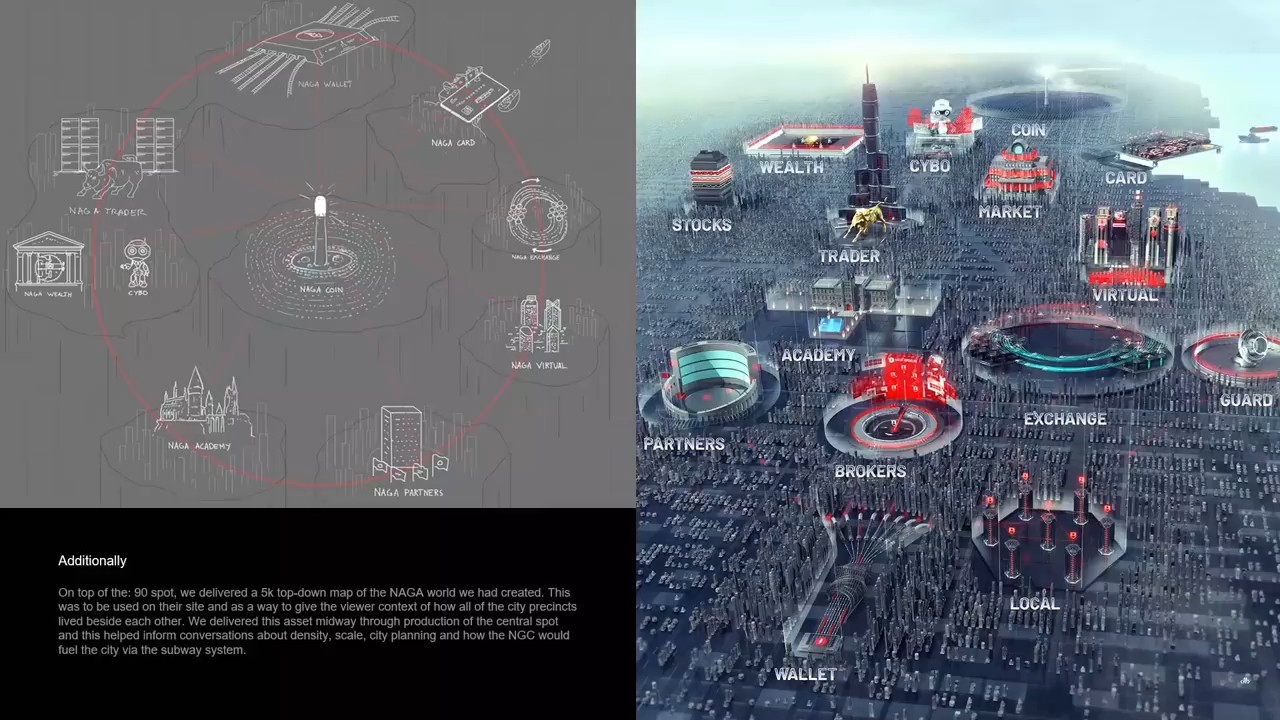 NAGA WALLET
NAGA CARD
NAGA TRADER
NAGA EXCHANGE
NAGA WEALTH
CYBO
NAGA COIN
NAGA VIRTUAL
NAGA ACADEMY
NAGA PARTNERS
Additionally
On top of the: 90 spot, we delivered a 5k top-down map of the NAGA world we had created. This
was to be used on their site and as a way to give the viewer context of how all of the city precincts
lived beside each other. We delivered this asset midway through production of the central spot
and this helped inform conversations about density, scale, city planning and how the NGC would
fuel the city via the subway system.
COIN
WEALTH
CYBO
CARD
STOCKS
MARKET
TRADER
VIRTUAL
ACADEMY
GUARD
EXCHANGE
PARTNERS
BROKERS
LOCAL
WALLET